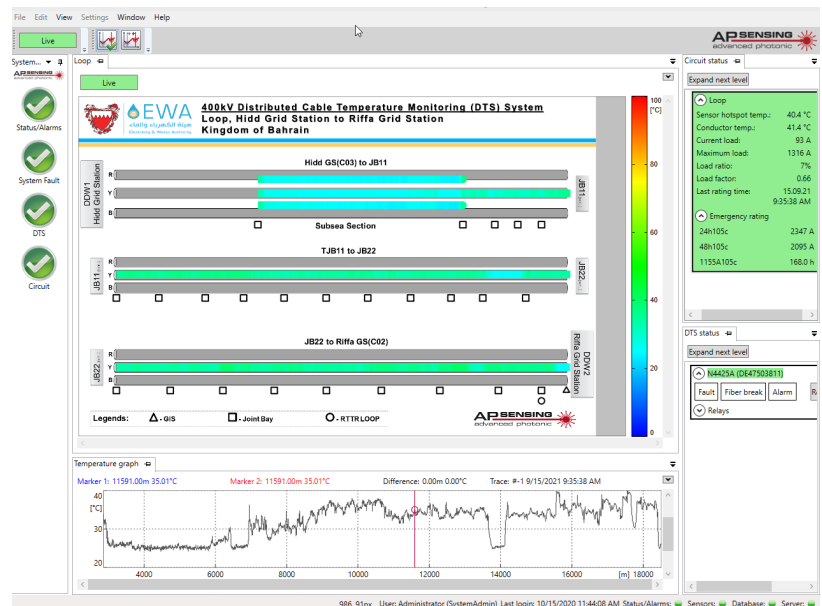 File Edit View Settings Window Help
Live
APSENSING
advanced photonic
System...
Loop
Circuit status
APSENSING
Live
Expand next level
EWA
هيئة الكهرباء والماء
Electricity & Water Authority
400kV Distributed Cable Temperature Monitoring (DTS) System
Loop, Hidd Grid Station to Riffa Grid Station
Kingdom of Bahrain
100
[°C]
80
60
40
20
0
Status/Alarms
System Fault
DTS
Circuit
Hidd GS(C03) to JB11
DDW1
Hidd Grid Station
R
Y
B
JB11
Subsea Section
TJB11 to JB22
JB11
R
Y
B
JB22
JB22 to Riffa GS(C02)
JB22
R
Y
B
DDW2
Riffa Grid Station
Legends:
- GIS
- Joint Bay
- RTTR LOOP
APSENSING
advanced photonic
Loop
Sensor hotspot temp.: 40.4 °C
Conductor temp.: 41.4 °C
Current load: 93 A
Maximum load: 1316 A
Load ratio: 7%
Load factor: 0.66
Last rating time: 15.09.21
9:35:38 AM
Emergency rating
24h105c 2347 A
48h105c 2095 A
1155A105c 168.0 h
DTS status
Expand next level
N4425A (DE47503811)
Fault Fiber break Alarm
Relays
Temperature graph
Marker 1: 11591.00m 35.01°C Marker 2: 11591.00m 35.01°C Difference: 0.00m 0.00°C Trace: #-1 9/15/2021 9:35:38 AM
40
[°C]
30
20
4000 6000 8000 10000 12000 14000 16000 [m] 18000
986, 91px User: Administrator (SystemAdmin) Last login: 10/15/2020 11:44:08 AM Status/Alarms: Sensors: Database: Server: